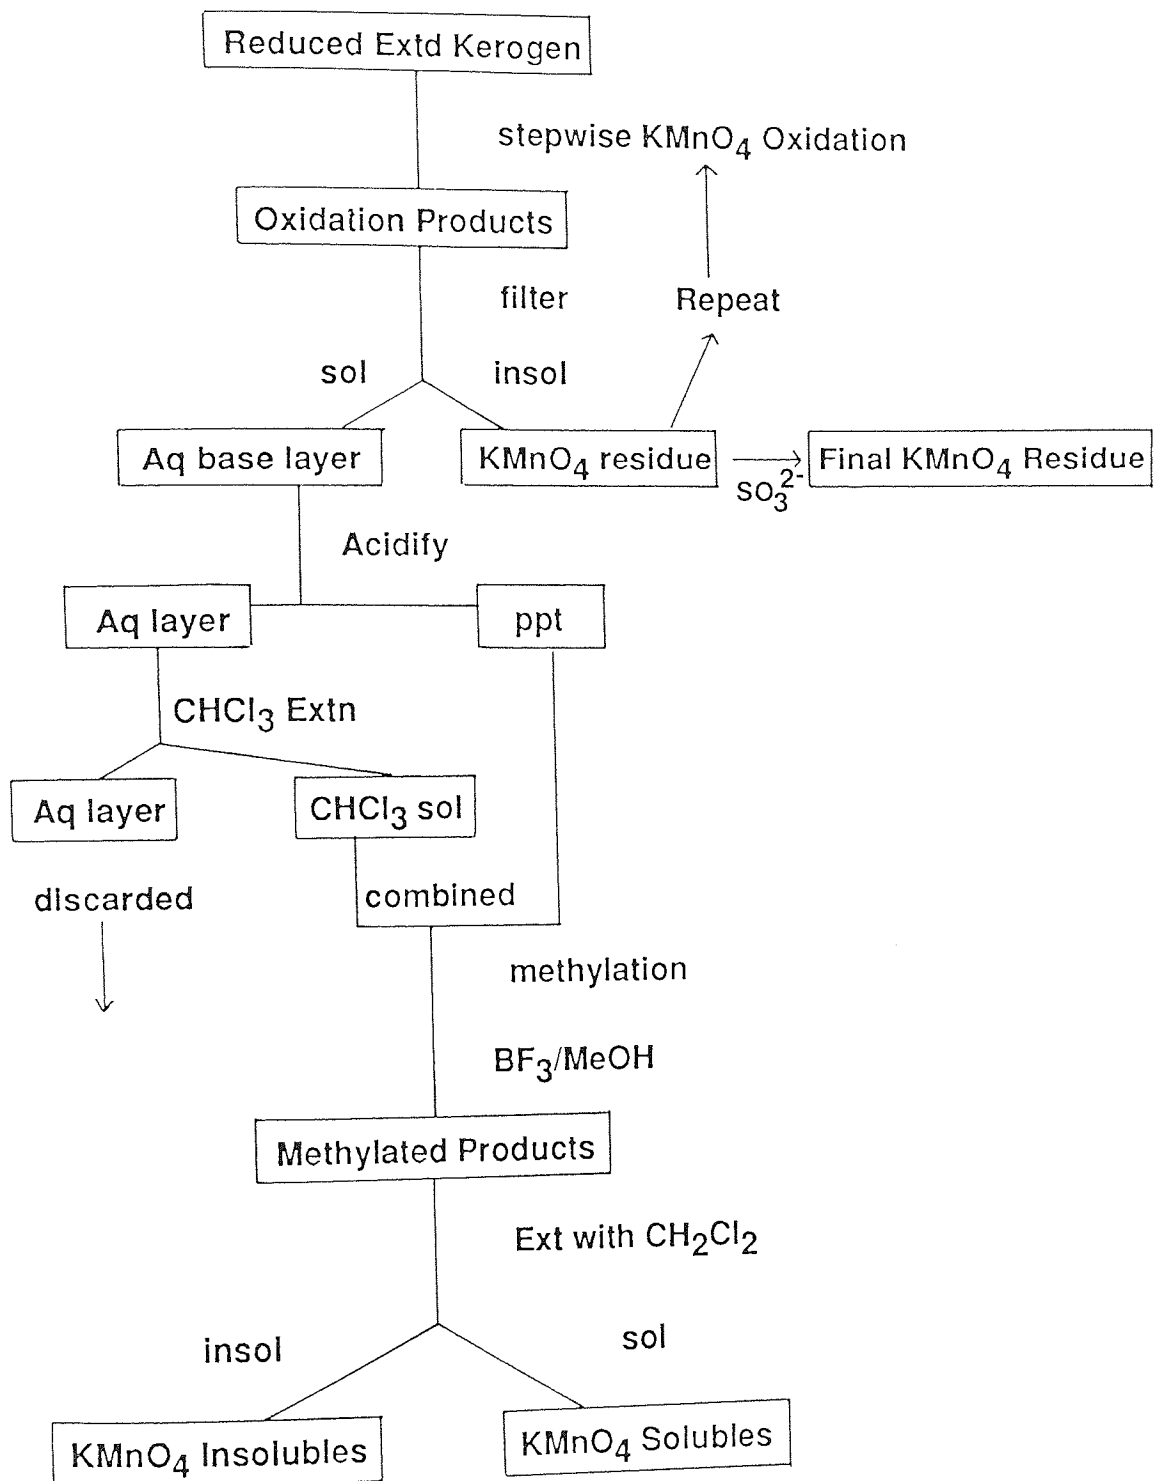 Reduced Extd Kerogen
stepwise KMnO4 Oxidation
Oxidation Products
filter
Repeat
sol
insol
Aq base layer
KMnO4 residue
SO3 2-
Final KMnO4 Residue
Acidify
Aq layer
ppt
CHCl3 Extn
Aq layer
CHCl3 sol
discarded
combined
methylation
BF3/MeOH
Methylated Products
Ext with CH2Cl2
insol
sol
KMnO4 Insolubles
KMnO4 Solubles